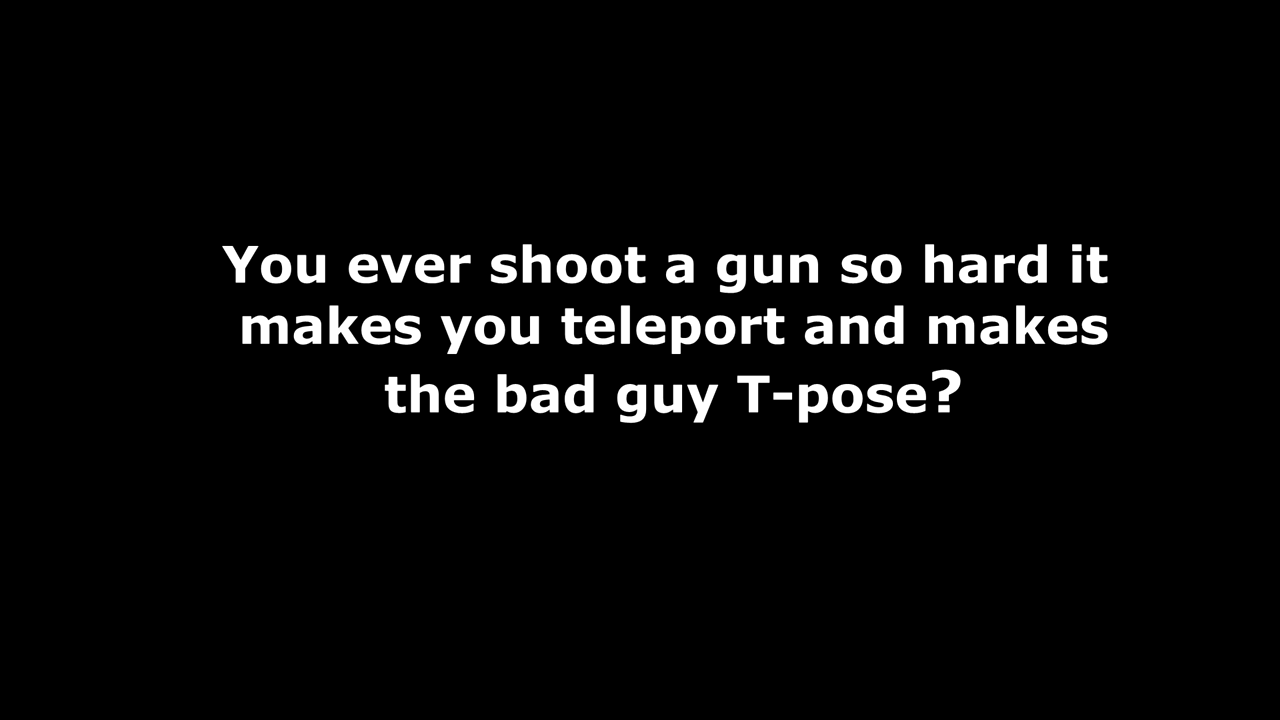 You ever shoot a gun so hard it
makes you teleport and makes
the bad guy T-pose?